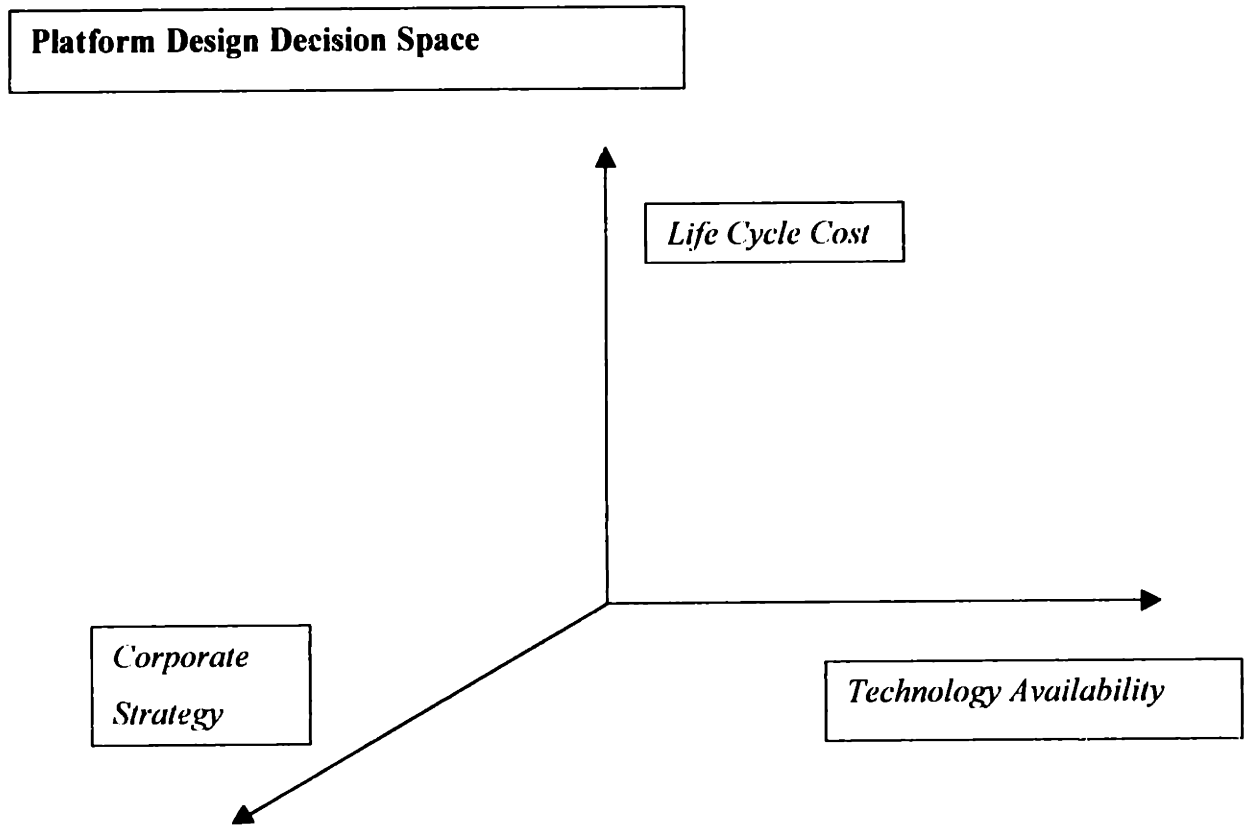 Platform Design Decision Space
Life Cycle Cost
Corporate
Strategy
Technology Availability